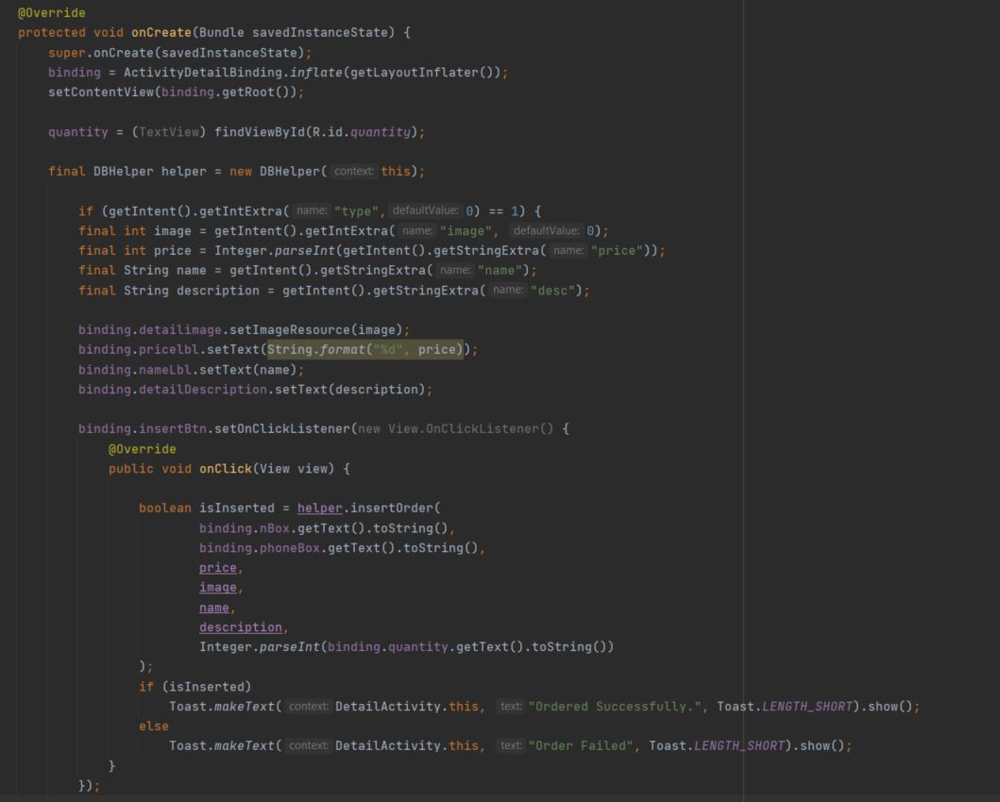 @Override
protected void onCreate(Bundle savedInstanceState) {
super.onCreate(savedInstanceState);
binding = ActivityDetailBinding.inflate(getLayoutInflater());
setContentView(binding.getRoot());
quantity = (TextView) findViewById(R.id.quantity);
final DBHelper helper = new DBHelper( context: this);
if (getIntent().getIntExtra( name: "type", defaultValue: 0) == 1) {
final int image = getIntent().getIntExtra( name: "image", defaultValue: 0);
final int price = Integer.parseInt(getIntent().getStringExtra( name: "price"));
final String name = getIntent().getStringExtra( name: "name");
final String description = getIntent().getStringExtra( name: "desc");
binding.detailimage.setImageResource(image);
binding.pricelbl.setText(String.format("%d", price));
binding.nameLbl.setText(name);
binding.detailDescription.setText(description);
binding.insertBtn.setOnClickListener(new View.OnClickListener() {
@Override
public void onClick(View view) {
boolean isInserted = helper.insertOrder(
binding.nBox.getText().toString(),
binding.phoneBox.getText().toString(),
price,
image,
name,
description,
Integer.parseInt(binding.quantity.getText().toString())
);
if (isInserted)
Toast.makeText( context: DetailActivity.this, text: "Ordered Successfully.", Toast.LENGTH_SHORT).show();
else
Toast.makeText( context: DetailActivity.this, text: "Order Failed", Toast.LENGTH_SHORT).show();
}
});